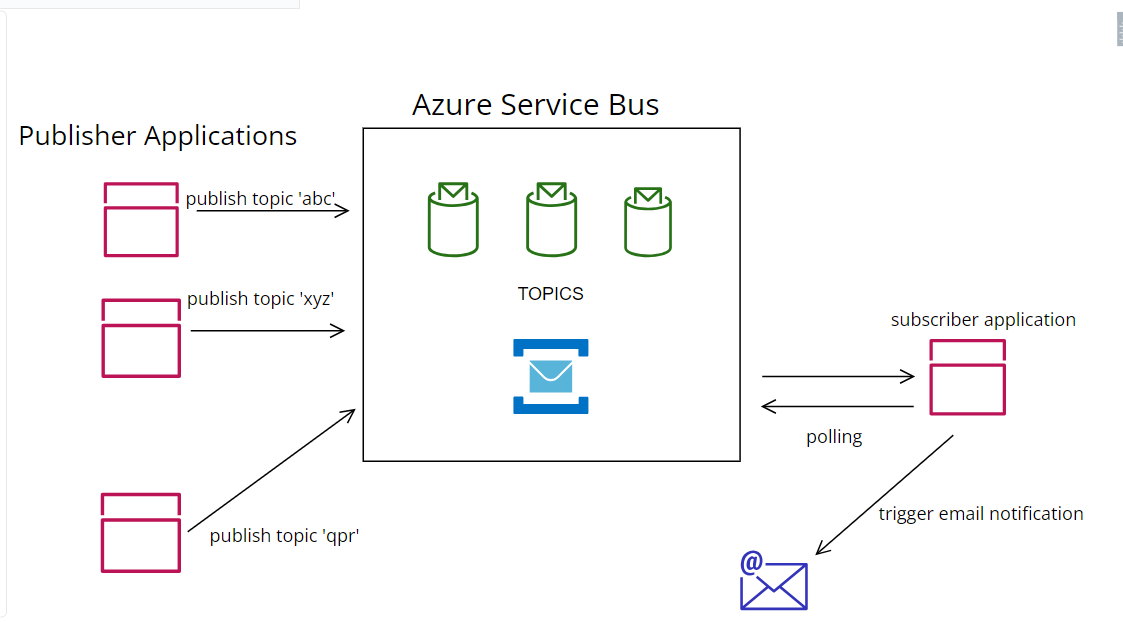 Azure Service Bus
Publisher Applications
publish topic 'abc'
publish topic 'xyz'
TOPICS
subscriber application
polling
trigger email notification
publish topic 'qpr'
@